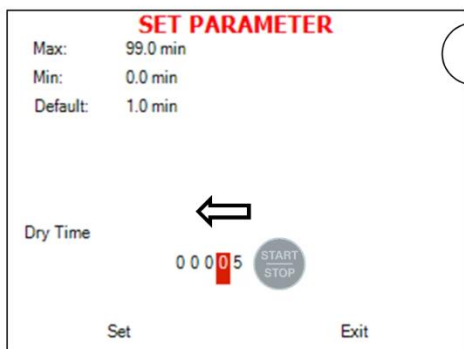 SET PARAMETER
Max: 99.0 min
Min: 0.0 min
Default: 1.0 min
Dry Time
0 0 0 0 5
START
STOP
Set Exit